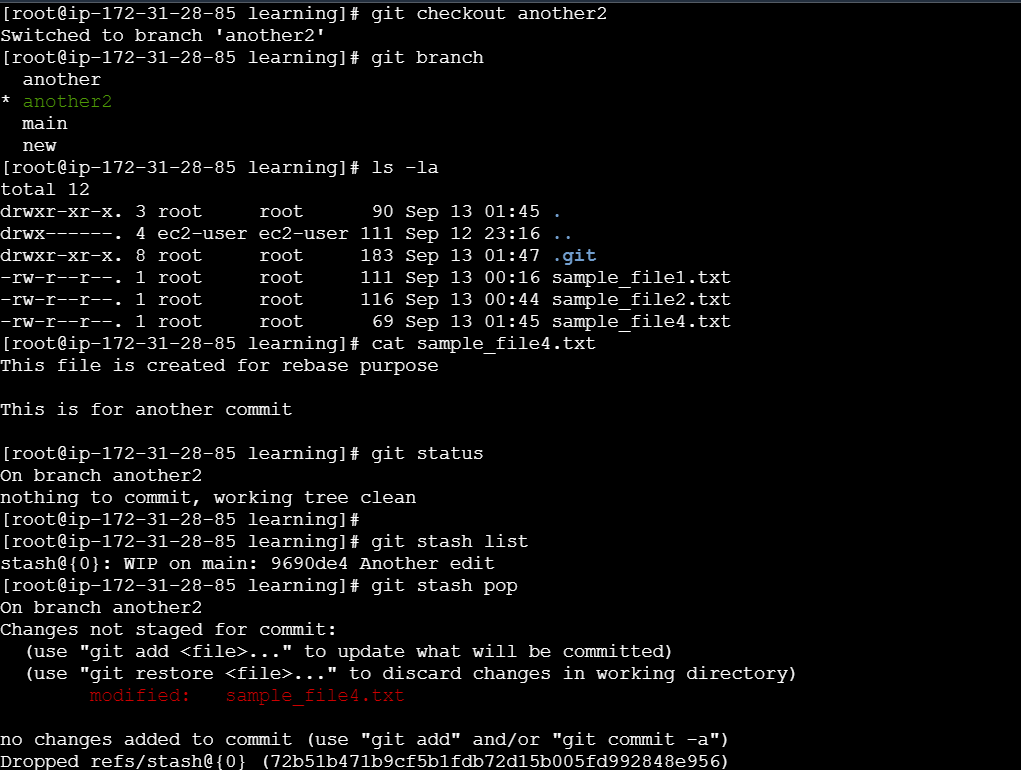 [root@ip-172-31-28-85 learning]# git checkout another2
Switched to branch 'another2'
[root@ip-172-31-28-85 learning]# git branch
  another
* another2
  main
  new
[root@ip-172-31-28-85 learning]# ls -la
total 12
drwxr-xr-x. 3 root     root      90 Sep 13 01:45 .
drwx------. 4 ec2-user ec2-user 111 Sep 12 23:16 ..
drwxr-xr-x. 8 root     root     183 Sep 13 01:47 .git
-rw-r--r--. 1 root     root     111 Sep 13 00:16 sample_file1.txt
-rw-r--r--. 1 root     root     116 Sep 13 00:44 sample_file2.txt
-rw-r--r--. 1 root     root      69 Sep 13 01:45 sample_file4.txt
[root@ip-172-31-28-85 learning]# cat sample_file4.txt
This file is created for rebase purpose

This is for another commit

[root@ip-172-31-28-85 learning]# git status
On branch another2
nothing to commit, working tree clean
[root@ip-172-31-28-85 learning]#
[root@ip-172-31-28-85 learning]# git stash list
stash@{0}: WIP on main: 9690de4 Another edit
[root@ip-172-31-28-85 learning]# git stash pop
On branch another2
Changes not staged for commit:
  (use "git add <file>..." to update what will be committed)
  (use "git restore <file>..." to discard changes in working directory)
        modified:   sample_file4.txt

no changes added to commit (use "git add" and/or "git commit -a")
Dropped refs/stash@{0} (72b51b471b9cf5b1fdb72d15b005fd992848e956)